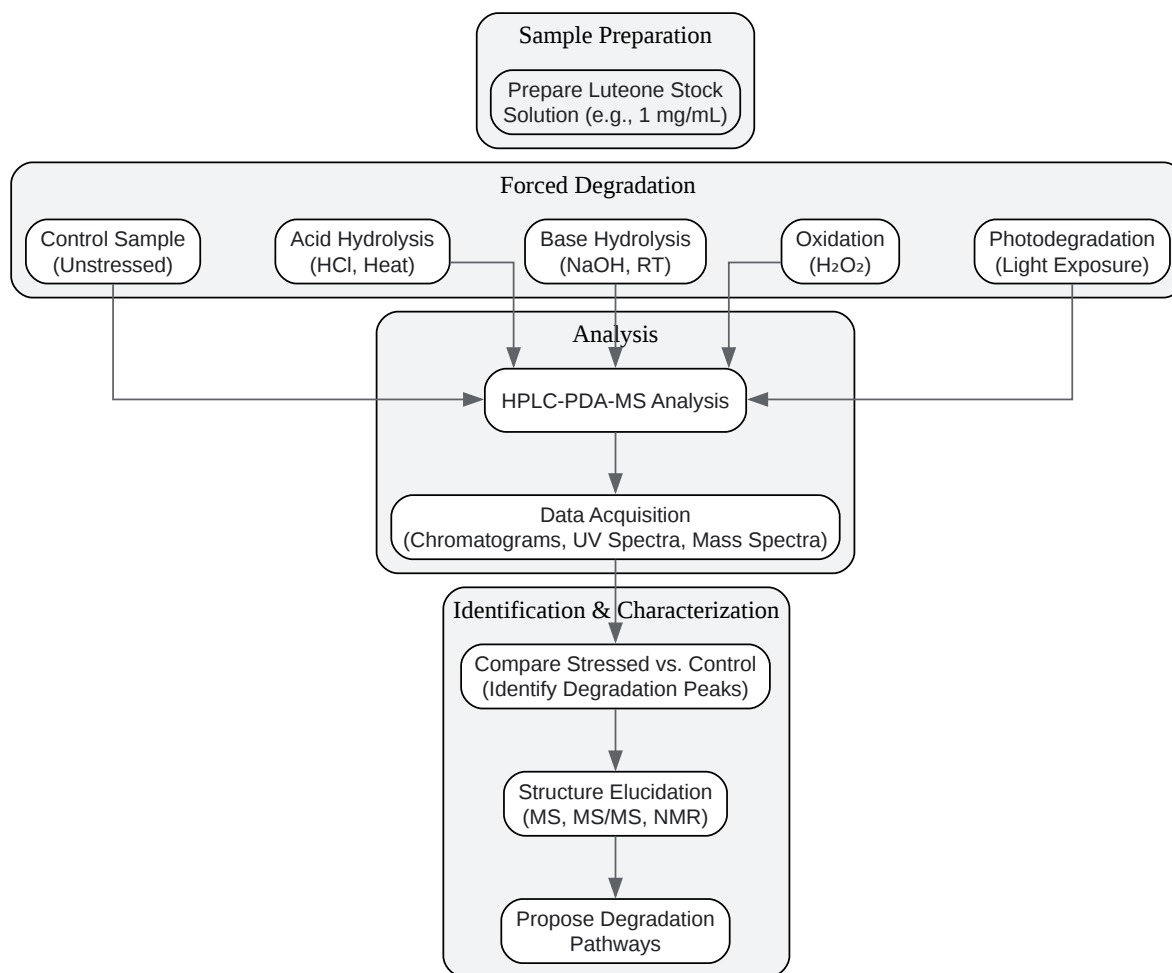 Sample Preparation
Prepare Luteone Stock
Solution (e.g., 1 mg/mL)
Forced Degradation
Control Sample
(Unstressed)
Acid Hydrolysis
(HCl, Heat)
Base Hydrolysis
(NaOH, RT)
Oxidation
(H₂O₂)
Photodegradation
(Light Exposure)
Analysis
HPLC-PDA-MS Analysis
Data Acquisition
(Chromatograms, UV Spectra, Mass Spectra)
Identification & Characterization
Compare Stressed vs. Control
(Identify Degradation Peaks)
Structure Elucidation
(MS, MS/MS, NMR)
Propose Degradation
Pathways